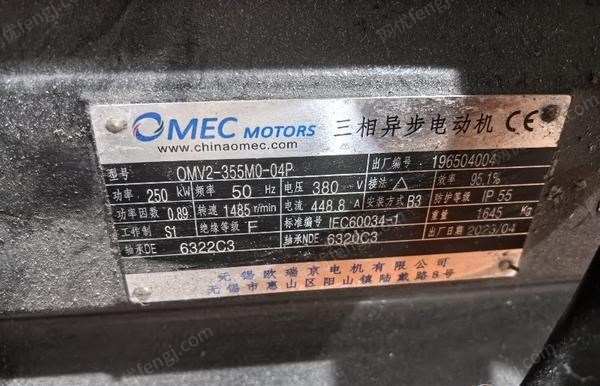 OMEC MOTORS 三相异步电动机 CE
www.chinaomec.com
型号 OMV2-355M0-04P 出厂编号 196504004
功率 250 kW 频率 50 Hz 电压 380 V 接法 △ 效率 95.1%
功率因数 0.89 转速 1485 r/min 电流 448.8 A 安装方式 B3 防护等级 IP 55
工作制 S1 绝缘等级 F 标准编号 IEC60034-1 重量 1645 Kg
轴承DE 6322C3 轴承NDE 6320C3 出厂日期 2023/04
无锡欧瑞京电机有限公司
无锡市惠山区阳山镇陆戴路8号